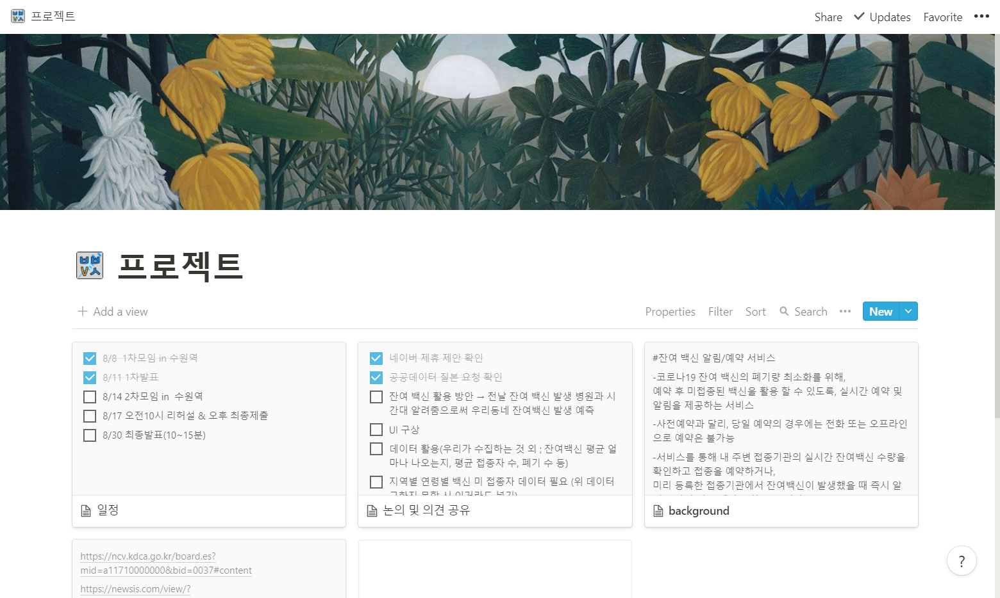 프로젝트
Share Updates Favorite
프로젝트
Add a view
Properties Filter Sort Search New
8/8 1차모임 in 수원역
8/11 1차발표
8/14 2차모임 in 수원역
8/17 오전10시 리허설 & 오후 최종제출
8/30 최종발표(10~15분)
일정
네이버 제휴 제안 확인
공공데이터 질본 요청 확인
잔여 백신 활용 방안 → 전날 잔여 백신 발생 병원과 시
간대 알려줌으로써 우리동네 잔여백신 발생 예측
UI 구상
데이터 활용(우리가 수집하는 것 외 ; 잔여백신 평균 얼
마나 나오는지, 평균 접종자 수, 폐기 수 등)
지역별 연령별 백신 미 접종자 데이터 필요 (위 데이터
논의 및 의견 공유
#잔여 백신 알림/예약 서비스
-코로나19 잔여 백신의 폐기량 최소화를 위해,
예약 후 미접종된 백신을 활용 할 수 있도록, 실시간 예약 및
알림을 제공하는 서비스
-사전예약과 달리, 당일 예약의 경우에는 전화 또는 오프라인
으로 예약은 불가능
-서비스를 통해 내 주변 접종기관의 실시간 잔여백신 수량을
확인하고 접종을 예약하거나,
미리 등록한 접종기관에서 잔여백신이 발생했을 때 즉시 알
background
https://ncv.kdca.go.kr/board.es?
mid=a11710000000&bid=0037#content
https://newsis.com/view/?
?